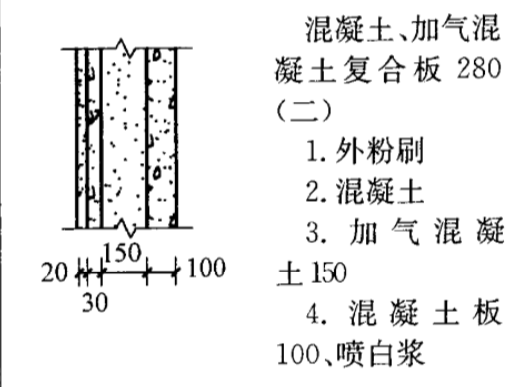 混凝土、加气混
凝土复合板 280
(二)
1. 外粉刷
2. 混凝土
3. 加气混凝
土 150
4. 混凝土板
100、喷白浆
150
20
100
30